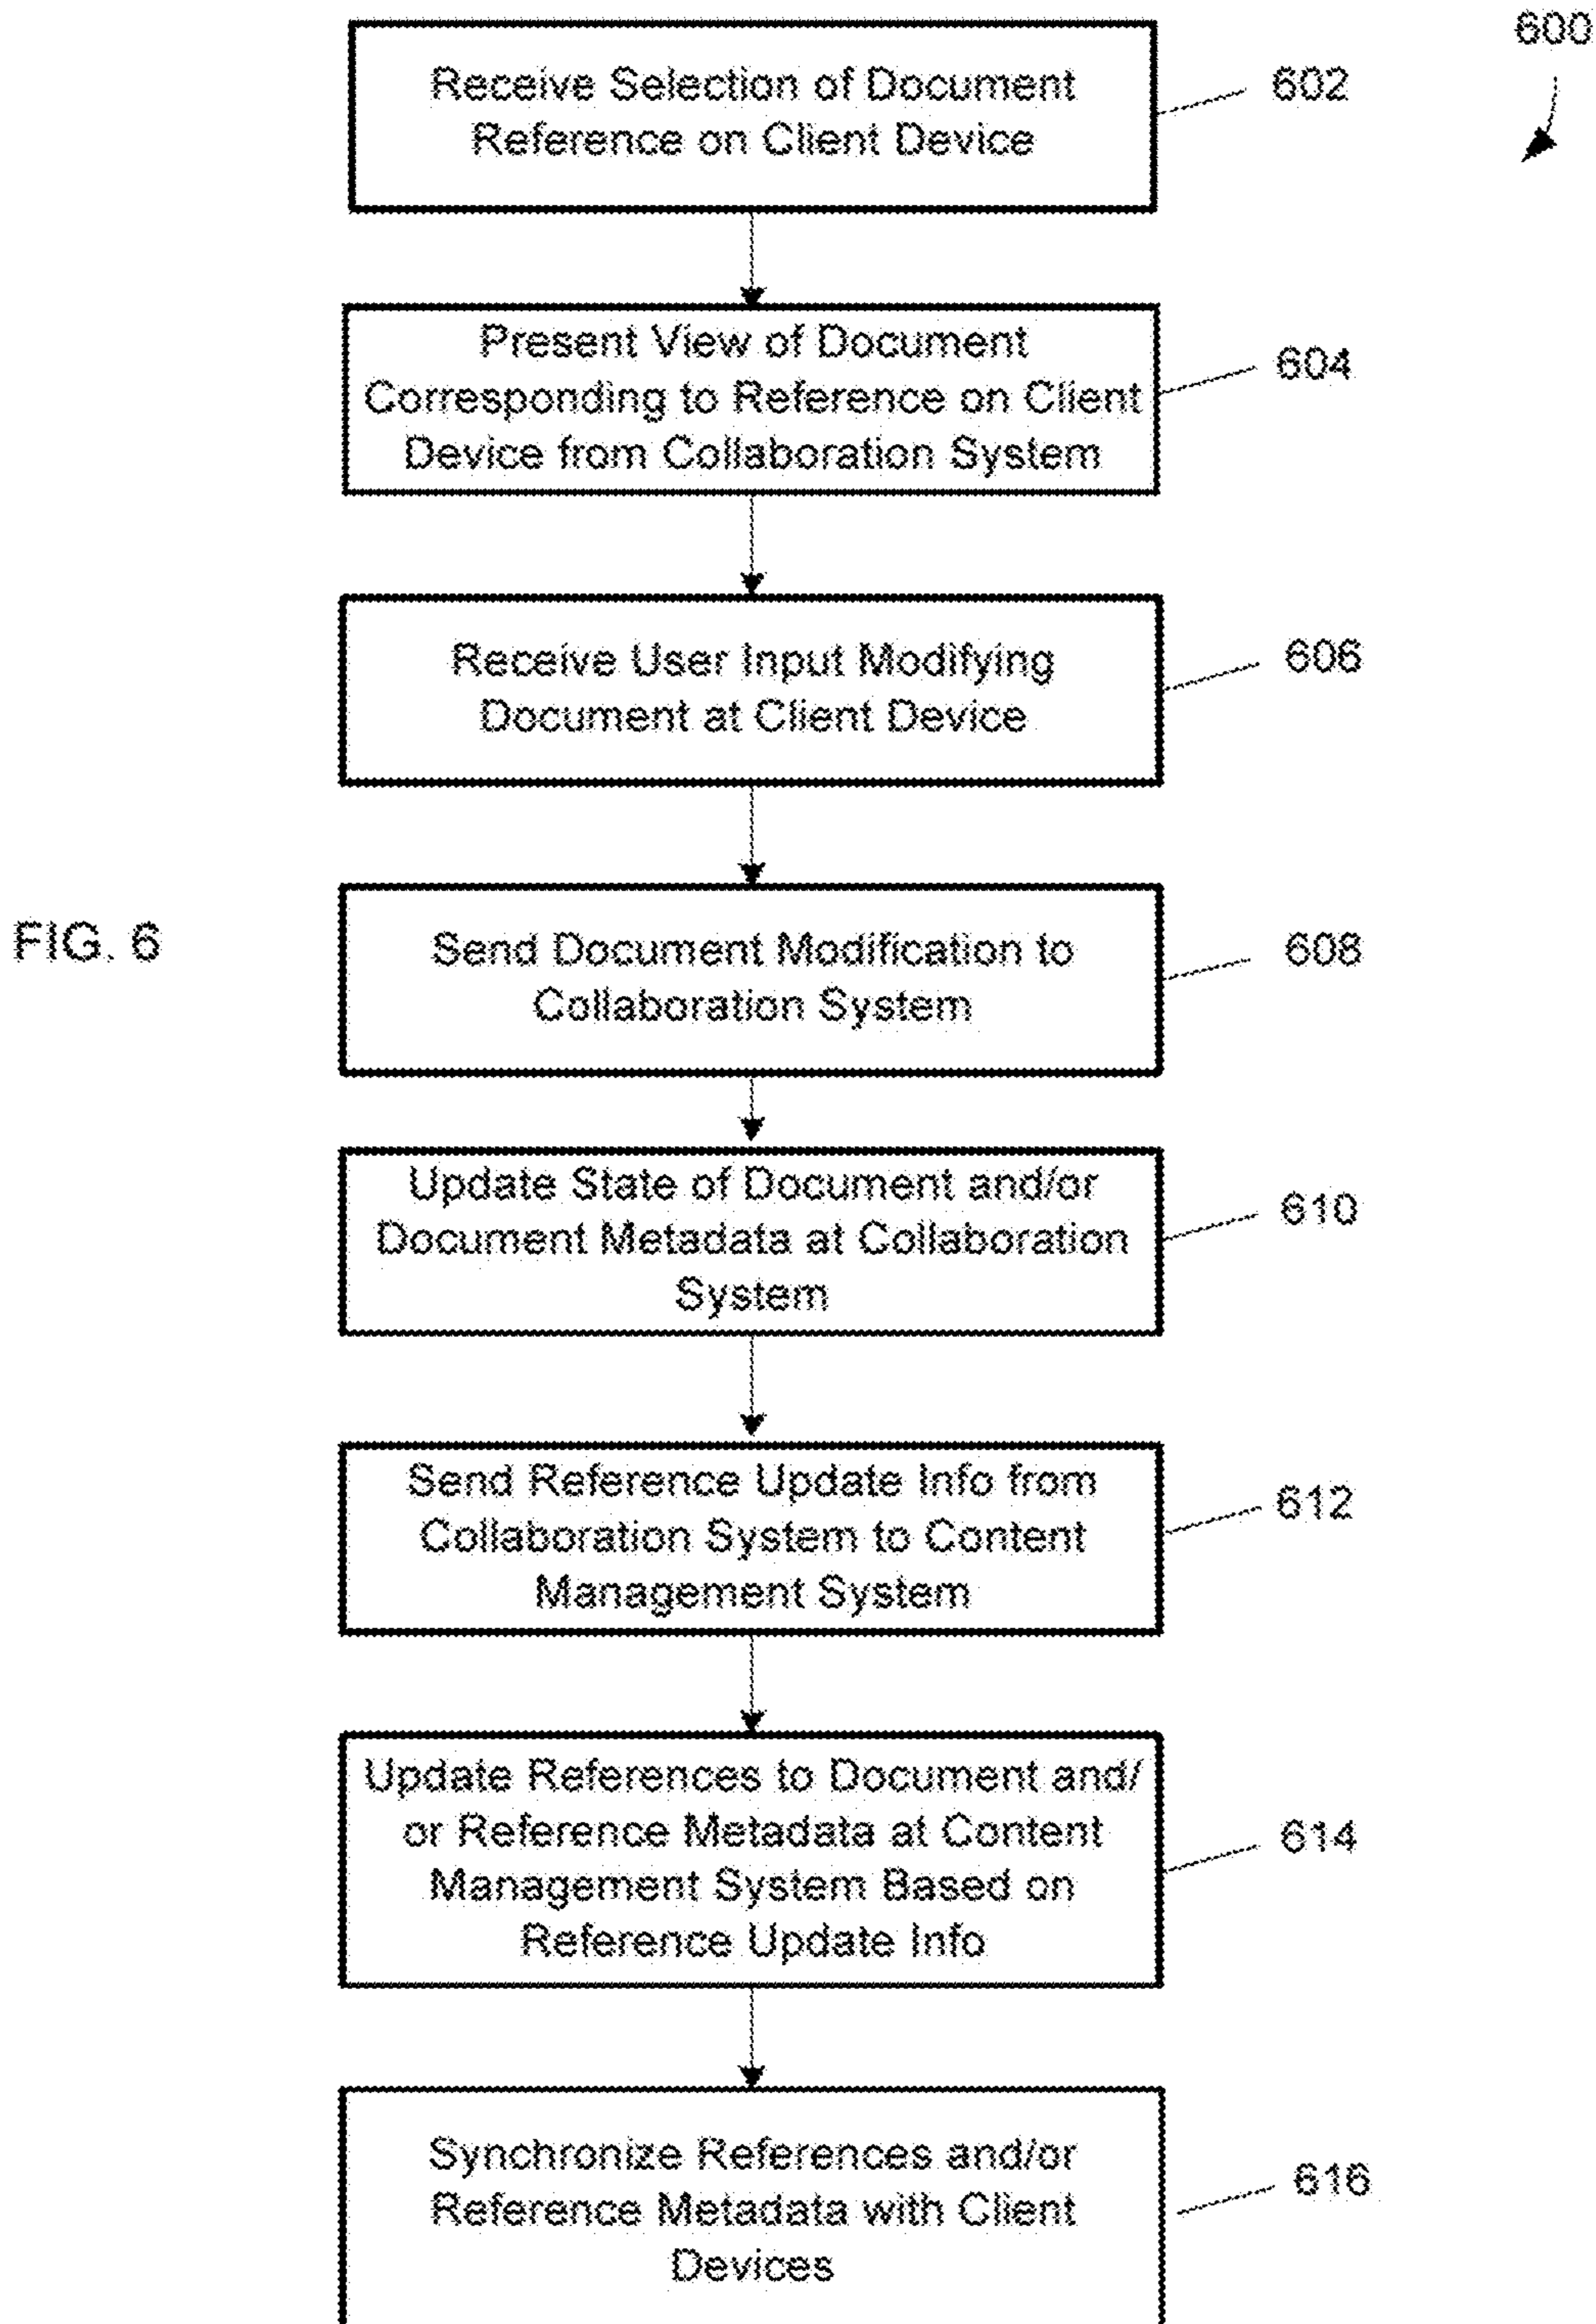 600
Receive Selection of Document
Reference on Client Device
602
Present View of Document
Corresponding to Reference on Client
Device from Collaboration System
604
Receive User Input Modifying
Document at Client Device
606
FIG. 6
Send Document Modification to
Collaboration System
608
Update State of Document and/or
Document Metadata at Collaboration
System
610
Send Reference Update Info from
Collaboration System to Content
Management System
612
Update References to Document and/
or Reference Metadata at Content
Management System Based on
Reference Update Info
614
Synchronize References and/or
Reference Metadata with Client
Devices
616